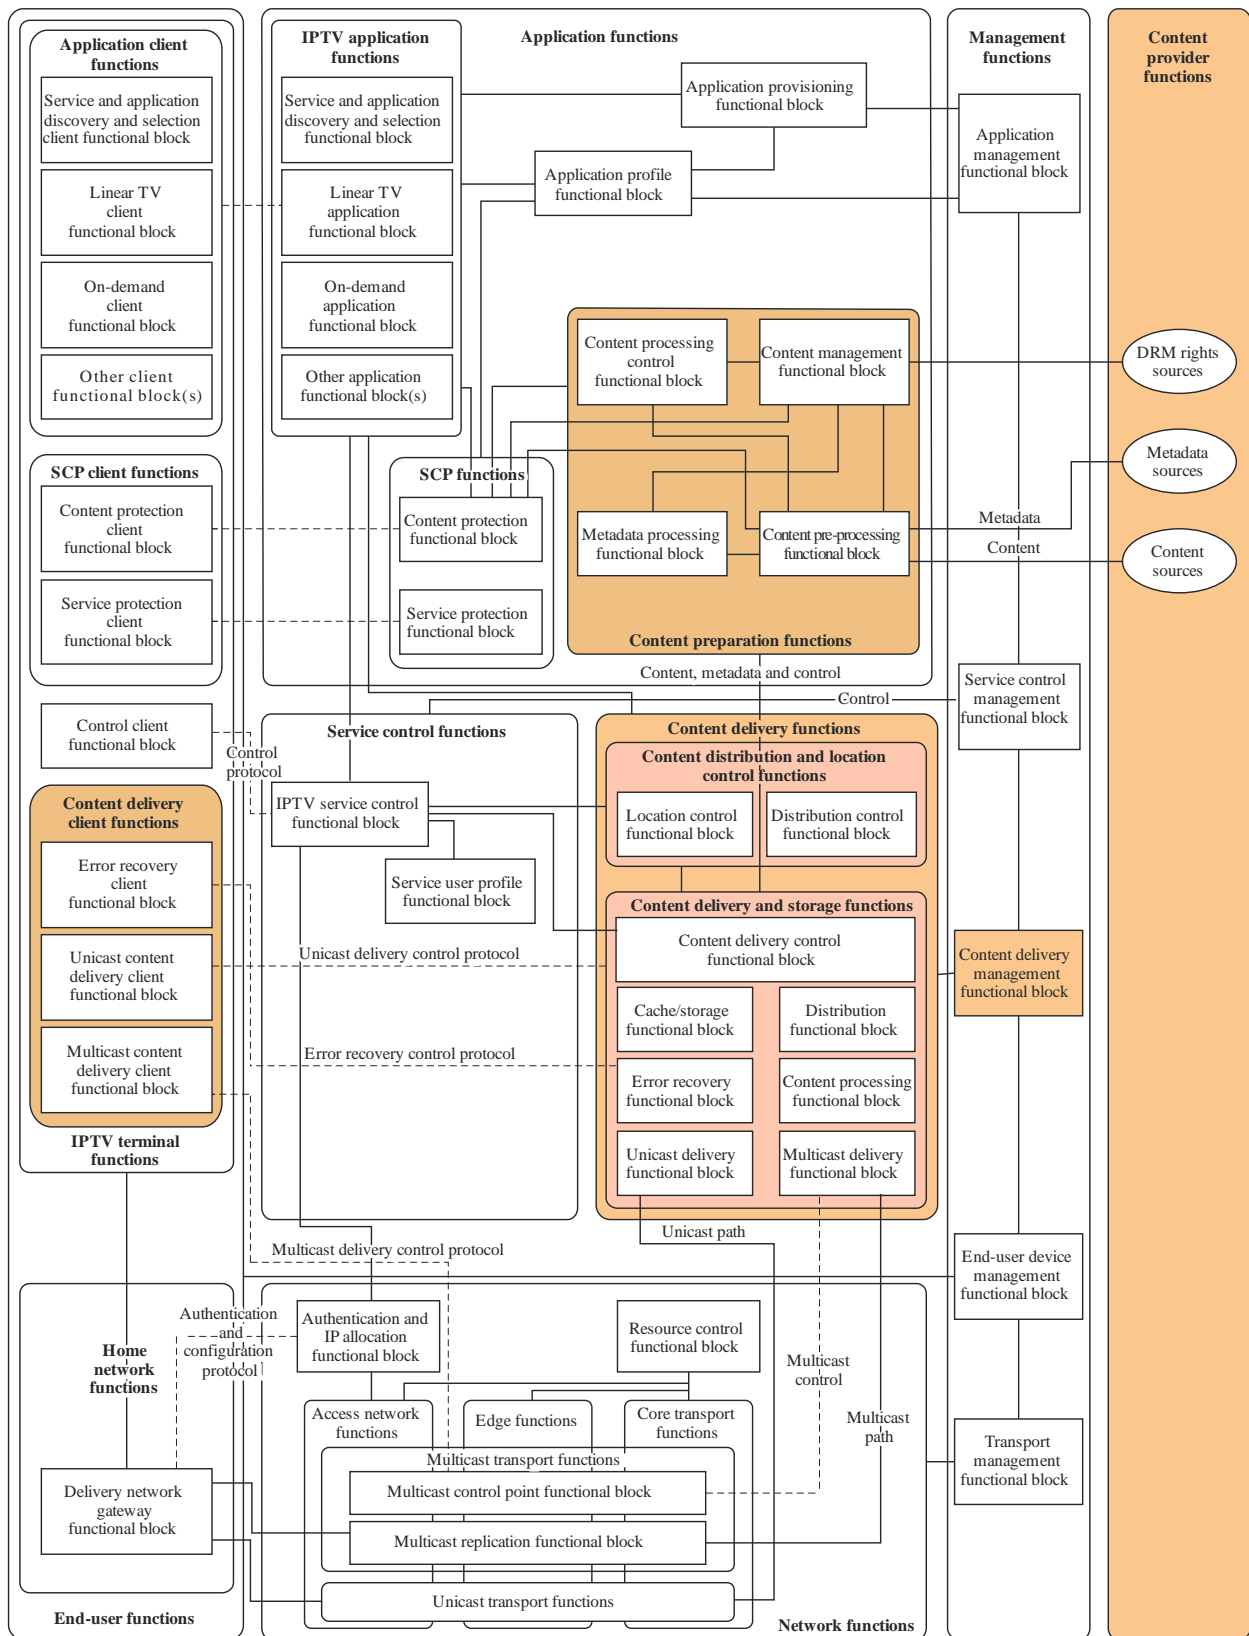 Application client
functions
Service and application
discovery and selection
client functional block
Linear TV
client
functional block
On-demand
client
functional block
Other client
functional block(s)
SCP client functions
Content protection
client
functional block
Service protection
client
functional block
Control client
functional block
Content delivery
client functions
Error recovery
client
functional block
Unicast content
delivery client
functional block
Multicast content
delivery client
functional block
IPTV terminal
functions
IPTV application
functions
Service and application
discovery and selection
functional block
Linear TV
application
functional block
On-demand
application
functional block
Other application
functional block(s)
Application functions
Application provisioning
functional block
Application profile
functional block
SCP functions
Content protection
functional block
Service protection
functional block
Content processing
control
functional block
Content management
functional block
Metadata processing
functional block
Content pre-processing
functional block
Content preparation functions
Content, metadata and control
Management
functions
Application
management
functional block
Metadata
Content
Service control
management
functional block
Content delivery
management
functional block
End-user device
management
functional block
Transport
management
functional block
Content
provider
functions
DRM rights
sources
Metadata
sources
Content
sources
Control
Control
protocol
Service control functions
IPTV service control
functional block
Service user profile
functional block
Unicast delivery control protocol
Error recovery control protocol
Multicast delivery control protocol
Content delivery functions
Content distribution and location
control functions
Location control
functional block
Distribution control
functional block
Content delivery and storage functions
Content delivery control
functional block
Cache/storage
functional block
Distribution
functional block
Error recovery
functional block
Content processing
functional block
Unicast delivery
functional block
Multicast delivery
functional block
Unicast path
Authentication
and
configuration
protocol
Home
network
functions
Delivery network
gateway
functional block
End-user functions
Authentication and
IP allocation
functional block
Resource control
functional block
Multicast
control
Multicast
path
Access network
functions
Edge functions
Core transport
functions
Multicast transport functions
Multicast control point functional block
Multicast replication functional block
Unicast transport functions
Network functions